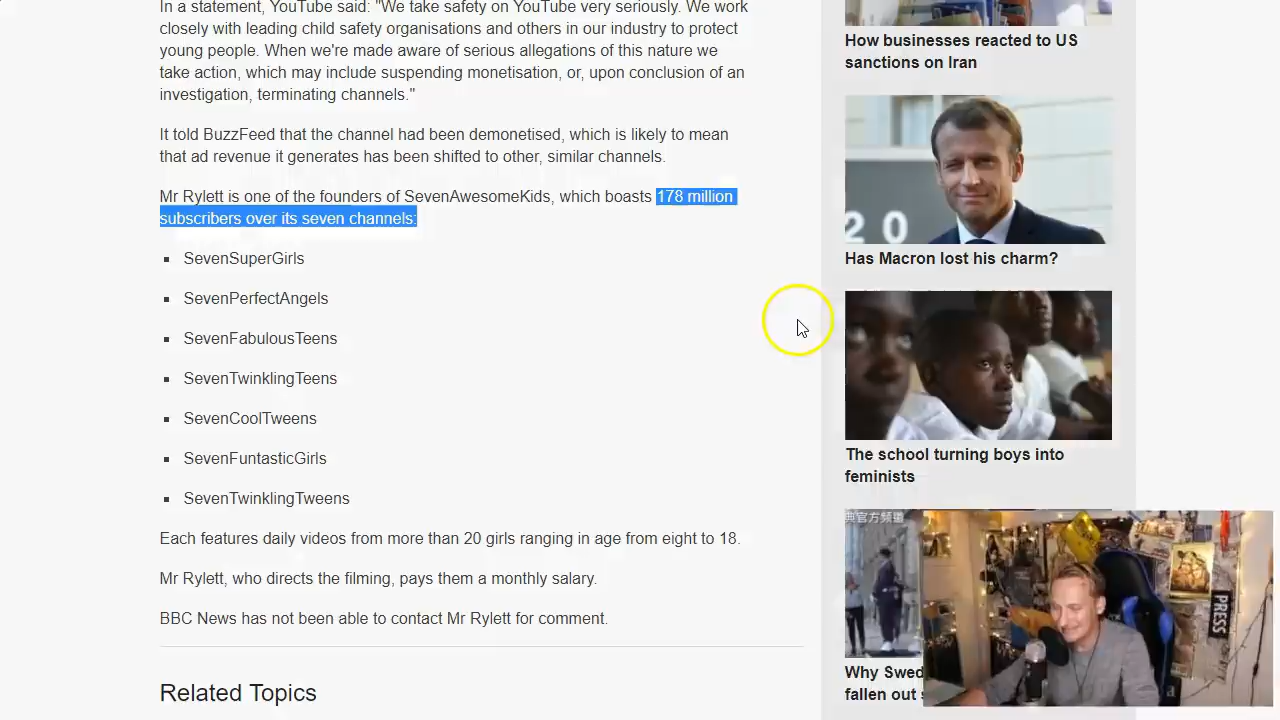 In a statement, YouTube said: "We take safety on YouTube very seriously. We work
closely with leading child safety organisations and others in our industry to protect
young people. When we're made aware of serious allegations of this nature we
take action, which may include suspending monetisation, or, upon conclusion of an
investigation, terminating channels."
It told BuzzFeed that the channel had been demonetised, which is likely to mean
that ad revenue it generates has been shifted to other, similar channels.
Mr Rylett is one of the founders of SevenAwesomeKids, which boasts 178 million
subscribers over its seven channels:
SevenSuperGirls
SevenPerfectAngels
SevenFabulousTeens
SevenTwinklingTeens
SevenCoolTweens
SevenFuntasticGirls
SevenTwinklingTweens
Each features daily videos from more than 20 girls ranging in age from eight to 18.
Mr Rylett, who directs the filming, pays them a monthly salary.
BBC News has not been able to contact Mr Rylett for comment.
Related Topics
How businesses reacted to US
sanctions on Iran
20
Has Macron lost his charm?
The school turning boys into
feminists
典官方频道
Why Swed
fallen out
PRESS